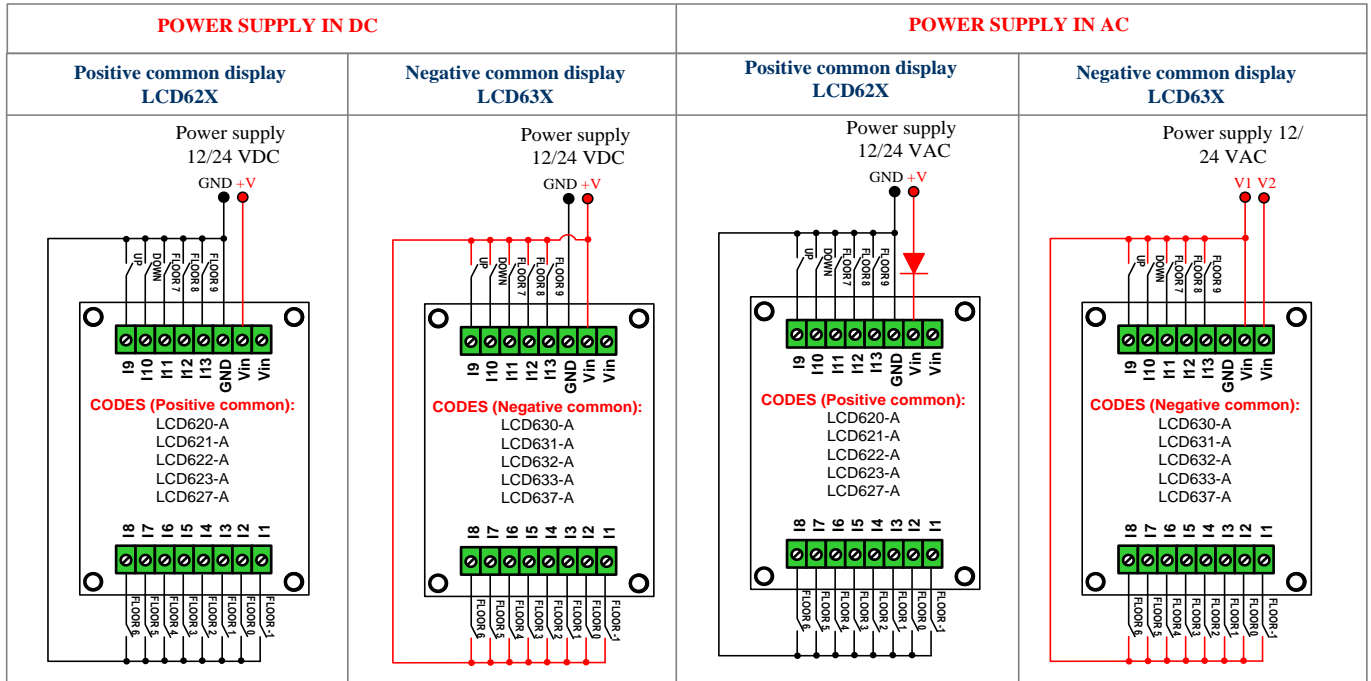 POWER SUPPLY IN DC
POWER SUPPLY IN AC
Positive common display
LCD62X
Negative common display
LCD63X
Positive common display
LCD62X
Negative common display
LCD63X
Power supply
12/24 VDC
GND +V
UP
DOWN
FLOOR 7
FLOOR 8
FLOOR 9
I9
I10
I11
I12
I13
GND
Vin
Vin
CODES (Positive common):
LCD620-A
LCD621-A
LCD622-A
LCD623-A
LCD627-A
I8
I7
I6
I5
I4
I3
I2
I1
FLOOR 6
FLOOR 5
FLOOR 4
FLOOR 3
FLOOR 2
FLOOR 1
FLOOR 0
FLOOR -1
Power supply
12/24 VDC
GND +V
UP
DOWN
FLOOR 7
FLOOR 8
FLOOR 9
I9
I10
I11
I12
I13
GND
Vin
Vin
CODES (Negative common):
LCD630-A
LCD631-A
LCD632-A
LCD633-A
LCD637-A
I8
I7
I6
I5
I4
I3
I2
I1
FLOOR 6
FLOOR 5
FLOOR 4
FLOOR 3
FLOOR 2
FLOOR 1
FLOOR 0
FLOOR -1
Power supply
12/24 VAC
GND +V
UP
DOWN
FLOOR 7
FLOOR 8
FLOOR 9
I9
I10
I11
I12
I13
GND
Vin
Vin
CODES (Positive common):
LCD620-A
LCD621-A
LCD622-A
LCD623-A
LCD627-A
I8
I7
I6
I5
I4
I3
I2
I1
FLOOR 6
FLOOR 5
FLOOR 4
FLOOR 3
FLOOR 2
FLOOR 1
FLOOR 0
FLOOR -1
Power supply 12/
24 VAC
V1 V2
UP
DOWN
FLOOR 7
FLOOR 8
FLOOR 9
I9
I10
I11
I12
I13
GND
Vin
Vin
CODES (Negative common):
LCD630-A
LCD631-A
LCD632-A
LCD633-A
LCD637-A
I8
I7
I6
I5
I4
I3
I2
I1
FLOOR 6
FLOOR 5
FLOOR 4
FLOOR 3
FLOOR 2
FLOOR 1
FLOOR 0
FLOOR -1